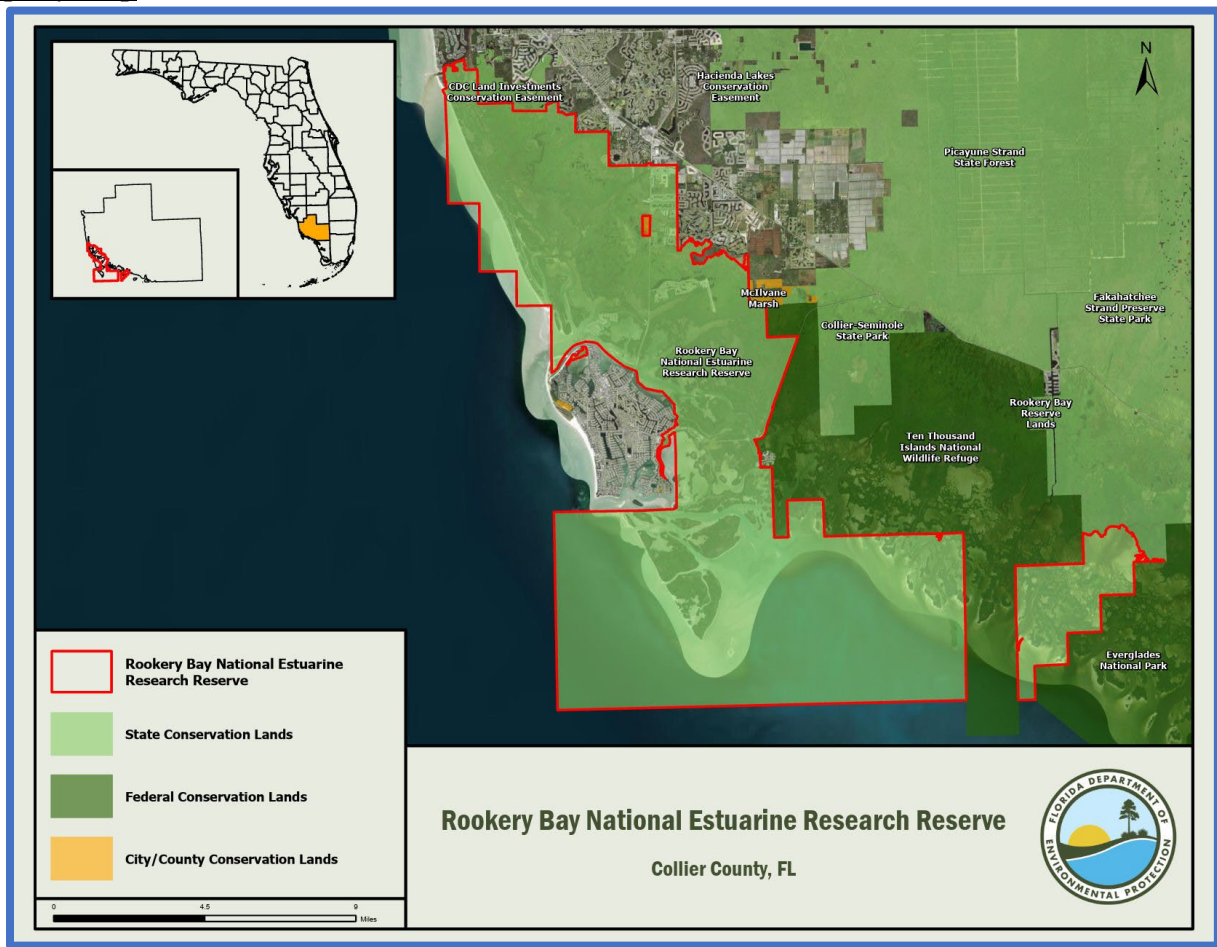 N
CDC Land Investments
Conservation Easement
Hacienda Lakes
Conservation
Easement
Picayune Strand
State Forest
McIlvane
Marsh
Collier-Seminole
State Park
Fakahatchee
Strand Preserve
State Park
Rookery Bay
National Estuarine
Research Reserve
Rookery Bay
Reserve
Lands
Ten Thousand
Islands National
Wildlife Refuge
Everglades
National Park
Rookery Bay National Estuarine
Research Reserve
State Conservation Lands
Federal Conservation Lands
City/County Conservation Lands
0 4.5 9
Miles
Rookery Bay National Estuarine Research Reserve
Collier County, FL
FLORIDA DEPARTMENT OF
ENVIRONMENTAL PROTECTION